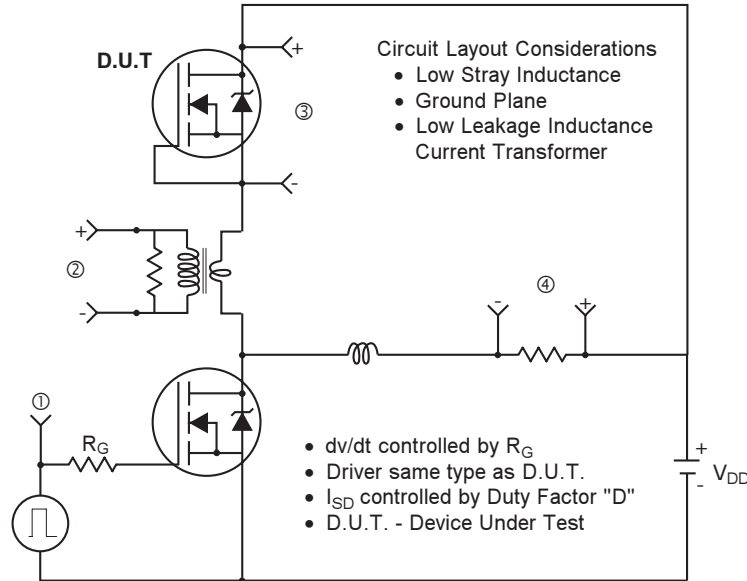 D.U.T
+
③
-
Circuit Layout Considerations
• Low Stray Inductance
• Ground Plane
• Low Leakage Inductance
Current Transformer
+
②
-
④
- +
①
R_G
• dv/dt controlled by R_G
• Driver same type as D.U.T.
• I_SD controlled by Duty Factor "D"
• D.U.T. - Device Under Test
+
-
V_DD